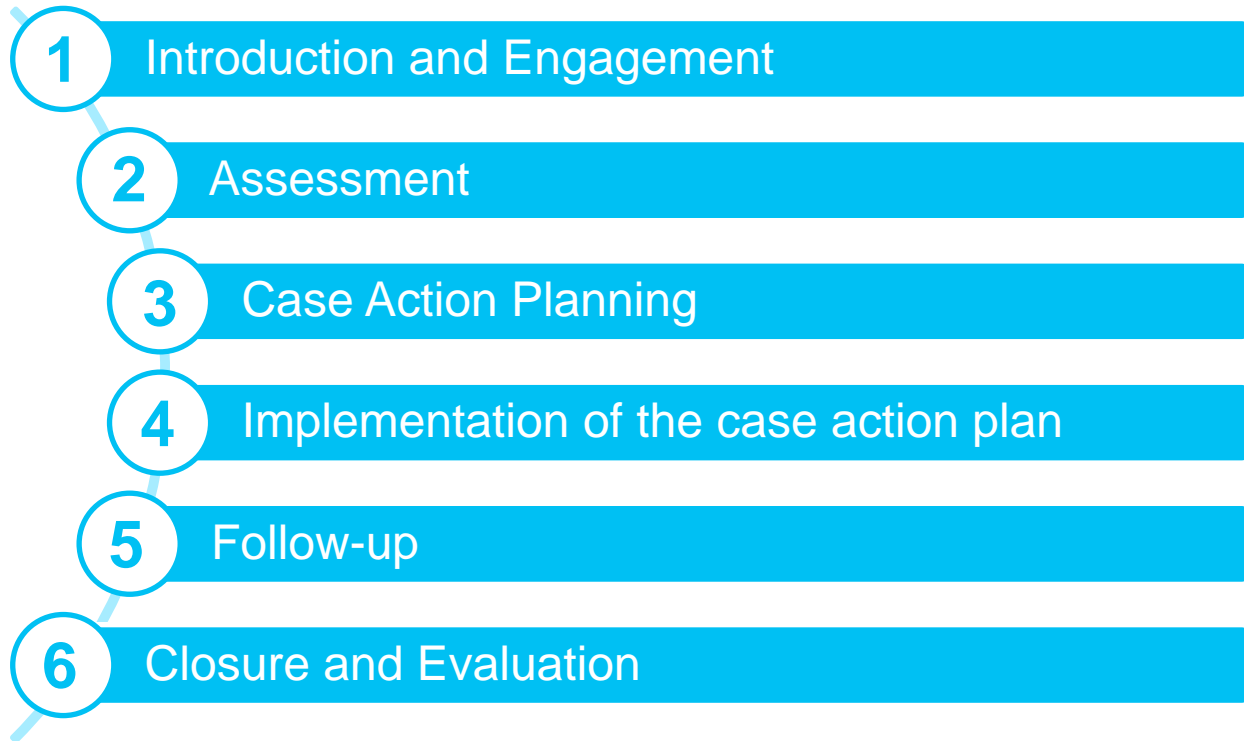 1 Introduction and Engagement
2 Assessment
3 Case Action Planning
4 Implementation of the case action plan
5 Follow-up
6 Closure and Evaluation